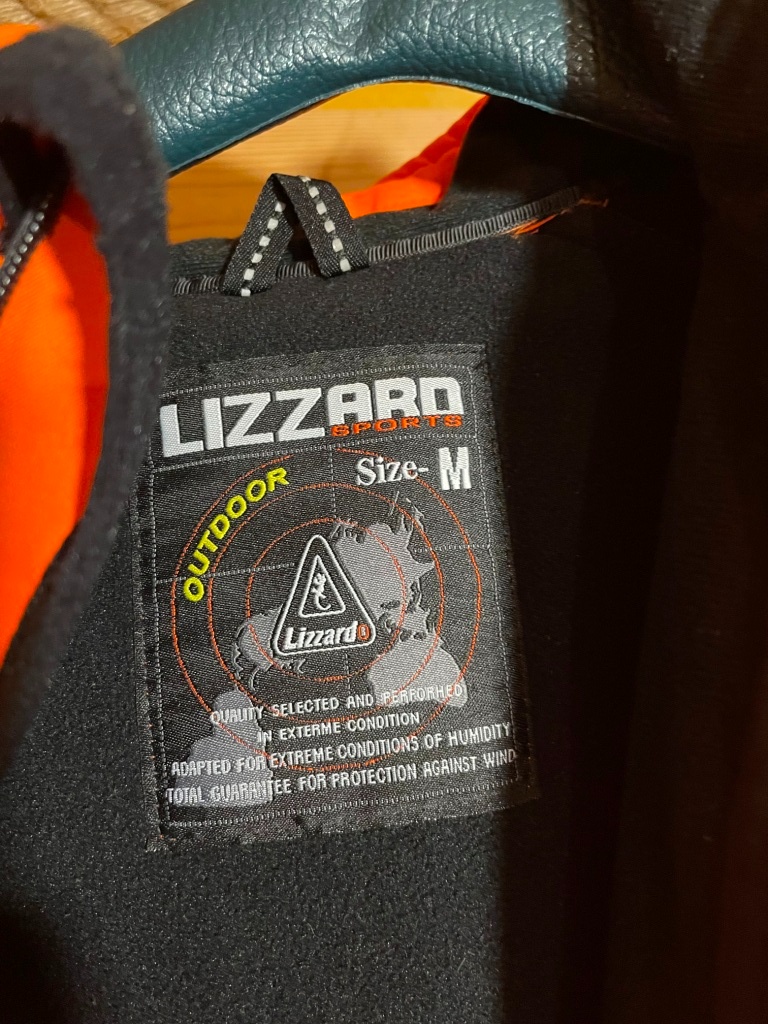 LIZZARD
SPORTS
Size- M
OUTDOOR
Lizzard®
QUALITY SELECTED AND PERRORHED
IN EXTERME CONDITION
ADAPTED FOR EXTREME CONDITIONS OF HUMIDITY
TOTAL GUARANTEE FOR PROTECTION AGAINST WIND